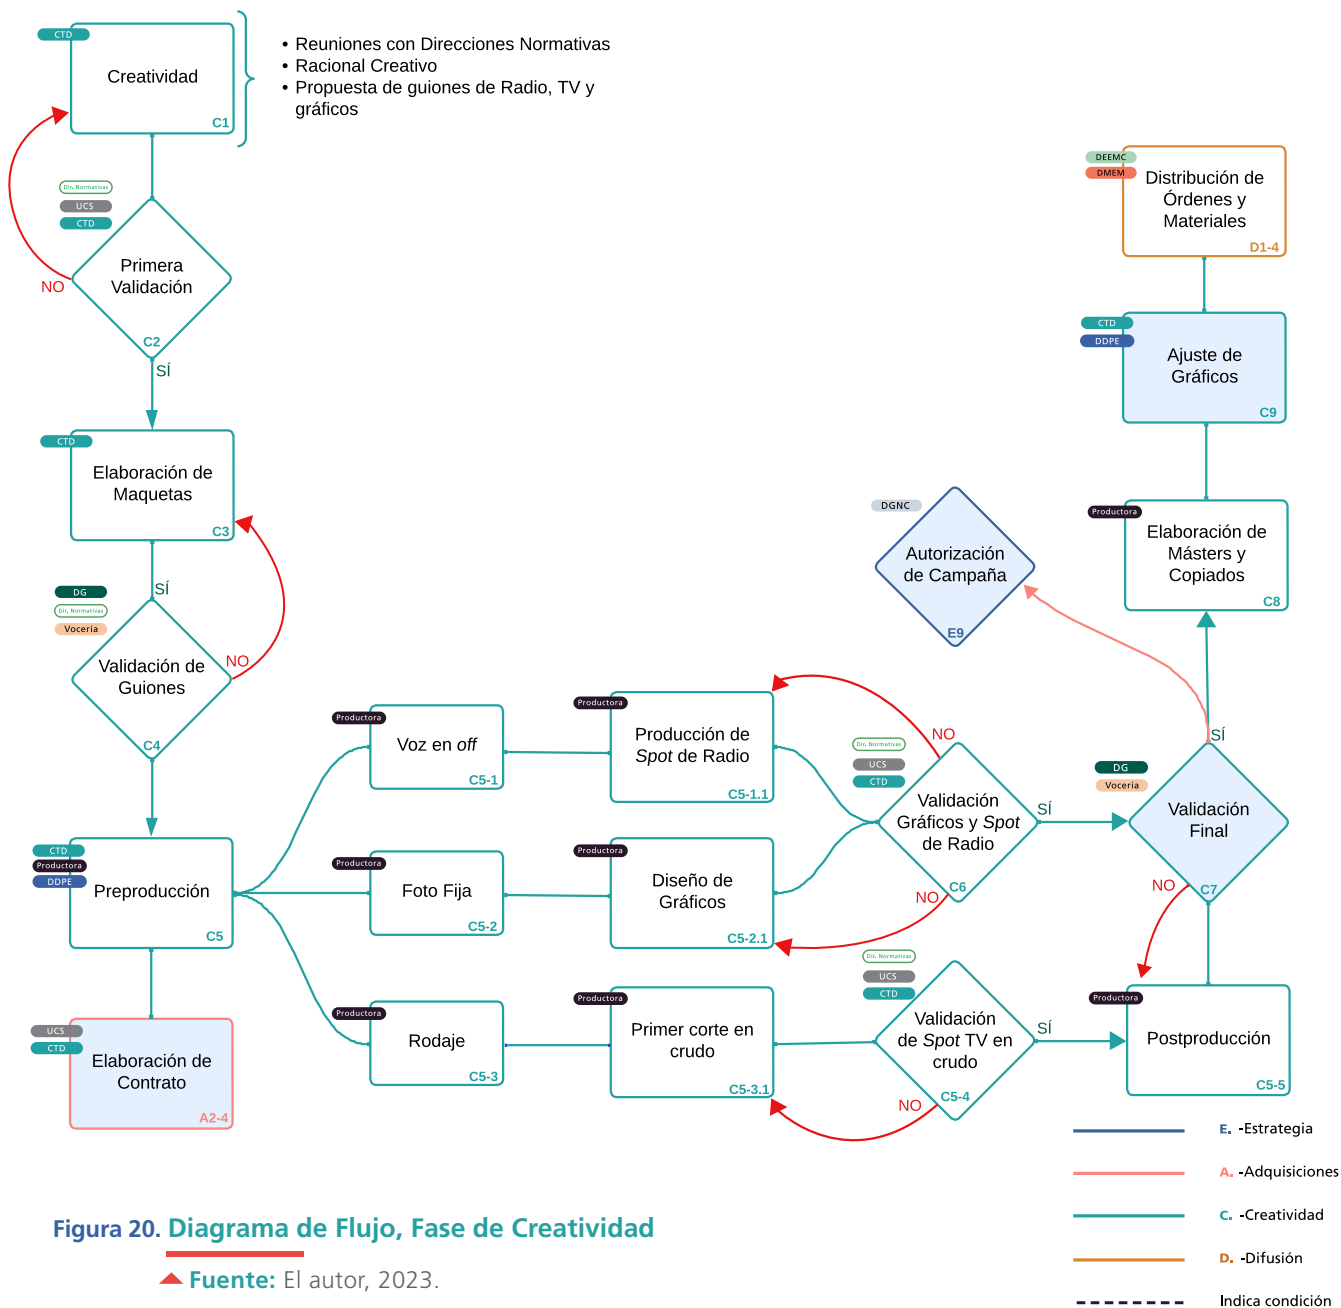 CTD
Creatividad
C1
• Reuniones con Direcciones Normativas
• Racional Creativo
• Propuesta de guiones de Radio, TV y
gráficos
Dir. Normativas
UCS
CTD
Primera
Validación
C2
NO
SÍ
CTD
Elaboración de
Maquetas
C3
SÍ
DG
Dir. Normativas
Vocería
Validación de
Guiones
C4
NO
CTD
Productora
DDPE
Preproducción
C5
UCS
CTD
Elaboración de
Contrato
A2-4
Productora
Voz en off
C5-1
Productora
Foto Fija
C5-2
Productora
Rodaje
C5-3
Productora
Producción de
Spot de Radio
C5-1.1
Productora
Diseño de
Gráficos
C5-2.1
Productora
Primer corte en
crudo
C5-3.1
NO
Dir. Normativas
UCS
CTD
Validación
Gráficos y Spot
de Radio
C6
NO
SÍ
Dir. Normativas
UCS
CTD
Validación
de Spot TV en
crudo
C5-4
NO
SÍ
Productora
Postproducción
C5-5
DG
Vocería
Validación
Final
C7
NO
SÍ
DGNC
Autorización
de Campaña
E9
Productora
Elaboración de
Másters y
Copiados
C8
CTD
DDPE
Ajuste de
Gráficos
C9
DEEMC
DMEM
Distribución de
Órdenes y
Materiales
D1-4
E. -Estrategia
A. -Adquisiciones
C. -Creatividad
D. -Difusión
Indica condición
Figura 20. Diagrama de Flujo, Fase de Creatividad
Fuente: El autor, 2023.